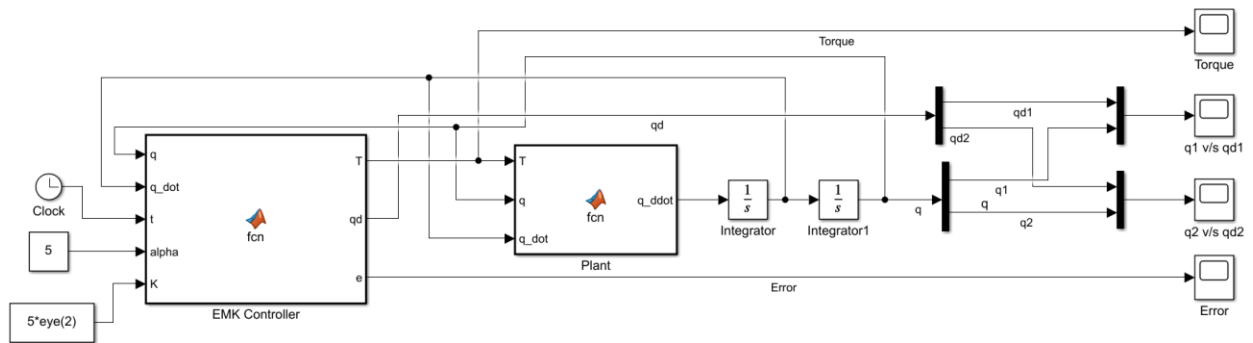 Torque
Torque
qd1
qd
qd2
q1 v/s qd1
q
T
T
q_dot
Clock
t
fcn
qd
q
fcn
q_ddot
1
s
Integrator
1
s
Integrator1
q
q1
q
q2
q2 v/s qd2
5
alpha
q_dot
Plant
K
e
Error
Error
5*eye(2)
EMK Controller